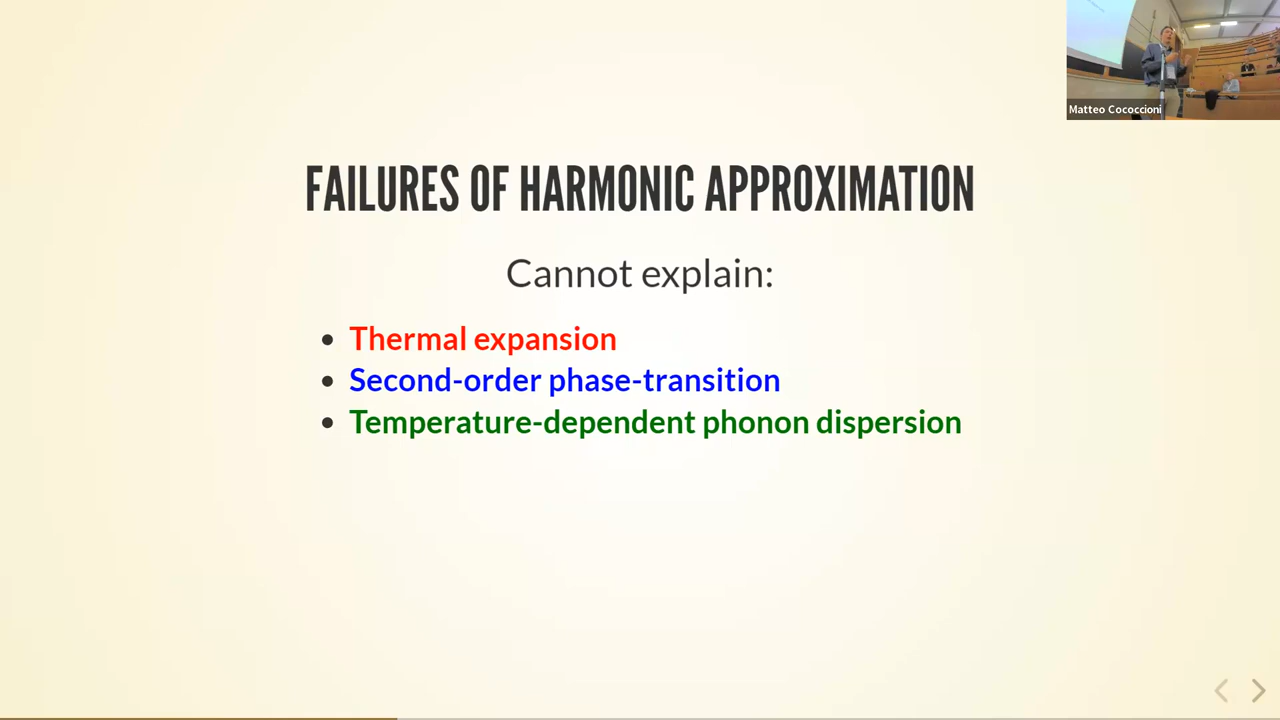 Matteo Cococcioni
FAILURES OF HARMONIC APPROXIMATION
Cannot explain:
Thermal expansion
Second-order phase-transition
Temperature-dependent phonon dispersion